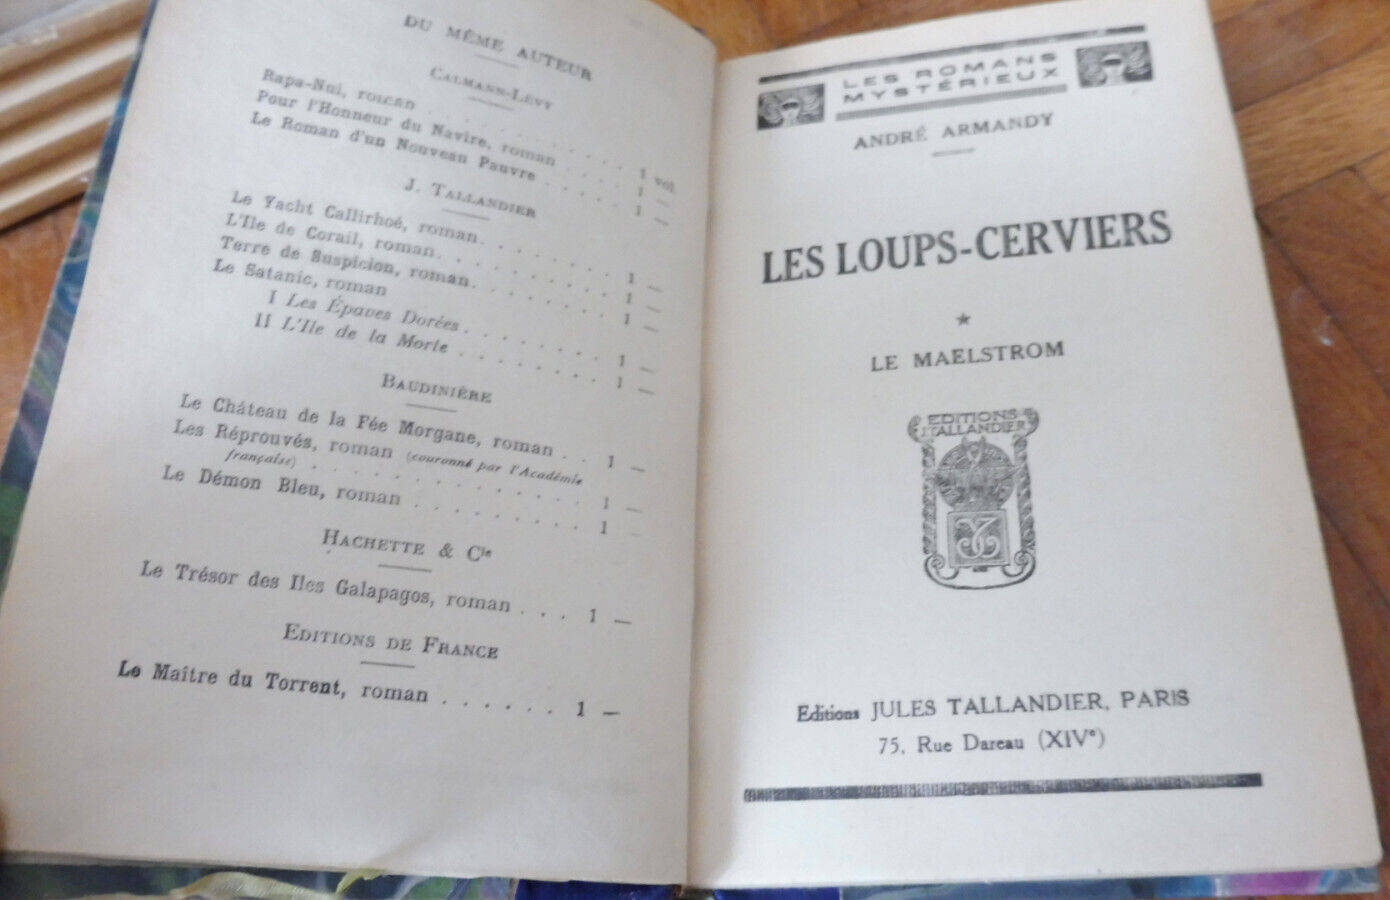 DU MÊME AUTEUR
CALMANN-LÉVY
Rapa-Nui, roman . . . . . . . . . . 1 vol.
Pour l'Honneur du Navire, roman . . . . 1 —
Le Roman d'un Nouveau Pauvre . . . . . 1 —
J. TALLANDIER
Le Yacht Callirhoé, roman. . . . . . . 1 —
L'Ile de Corail, roman. . . . . . . . . 1 —
Terre de Suspicion, roman. . . . . . . 1 —
Le Satanic, roman
I Les Épaves Dorées . . . . . . . 1 —
II L'Ile de la Morte . . . . . . . . 1 —
BAUDINIÈRE
Le Château de la Fée Morgane, roman . . 1 —
Les Réprouvés, roman (couronné par l'Académie
française) . . . . . . . . . . . . . 1 —
Le Démon Bleu, roman . . . . . . . . 1 —
HACHETTE & Cie
Le Trésor des Iles Galapagos, roman . . . 1 —
EDITIONS DE FRANCE
Le Maître du Torrent, roman . . . . . . 1 —
LES ROMANS
MYSTÉRIEUX
ANDRÉ ARMANDY
LES LOUPS-CERVIERS
★
LE MAELSTROM
EDITIONS
J. TALLANDIER
JT
Editions JULES TALLANDIER, PARIS
75, Rue Dareau (XIVe)